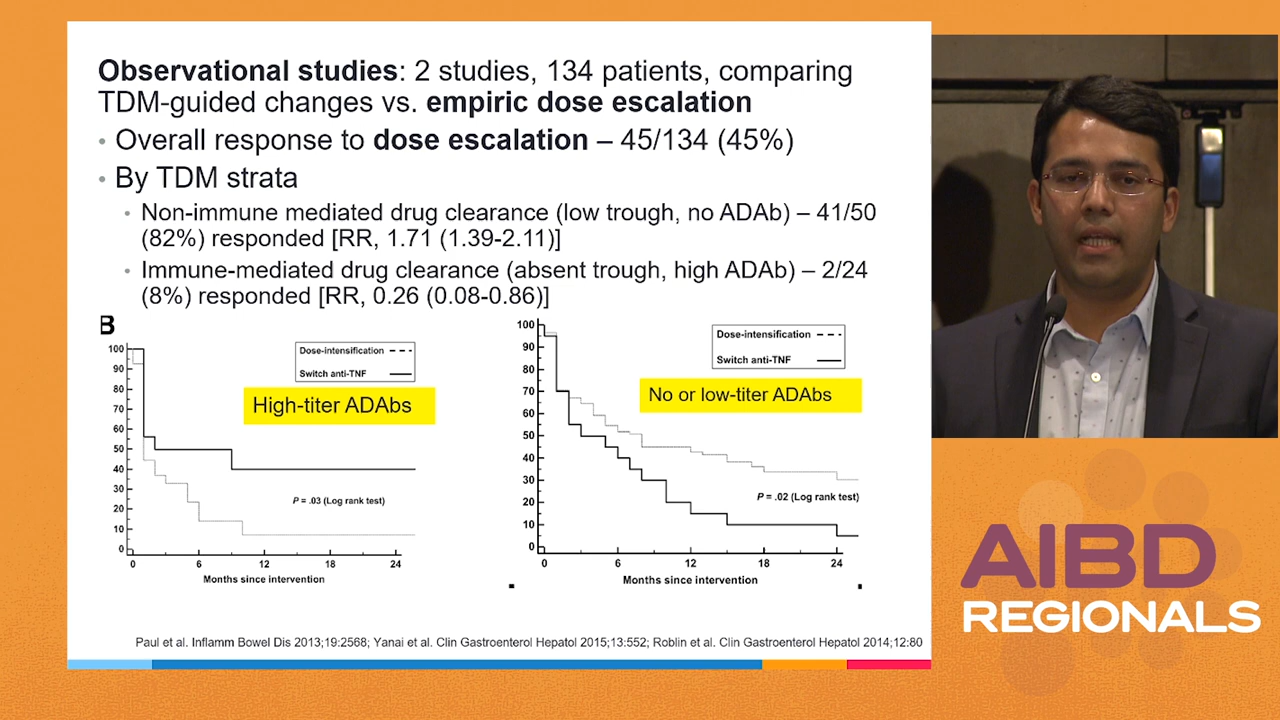 Observational studies: 2 studies, 134 patients, comparing
TDM-guided changes vs. empiric dose escalation
• Overall response to dose escalation – 45/134 (45%)
• By TDM strata
• Non-immune mediated drug clearance (low trough, no ADAb) – 41/50
(82%) responded [RR, 1.71 (1.39-2.11)]
• Immune-mediated drug clearance (absent trough, high ADAb) – 2/24
(8%) responded [RR, 0.26 (0.08-0.86)]
B
Dose-intensification
Switch anti-TNF
High-titer ADAbs
100
90
80
70
60
50
40
30
20
10
0
P = .03 (Log rank test)
0 6 12 18 24
Months since intervention
Dose-intensification
Switch anti-TNF
No or low-titer ADAbs
100
90
80
70
60
50
40
30
20
10
0
P = .02 (Log rank test)
0 6 12 18 24
Months since intervention
Paul et al. Inflamm Bowel Dis 2013;19:2568; Yanai et al. Clin Gastroenterol Hepatol 2015;13:552; Roblin et al. Clin Gastroenterol Hepatol 2014;12:80
AIBD
REGIONALS